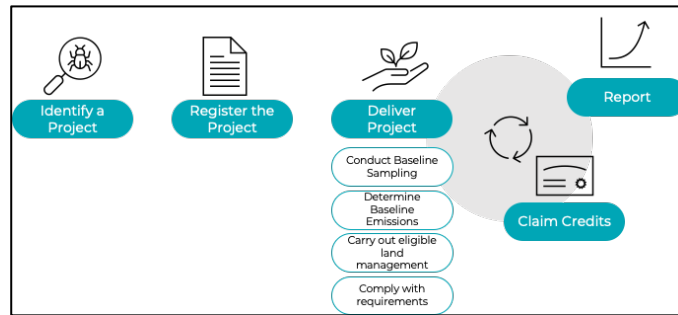 Identify a
Project
Register the
Project
Deliver
Project
Conduct Baseline
Sampling
Determine
Baseline
Emissions
Carry out eligible
land
management
Comply with
requirements
Report
Claim Credits